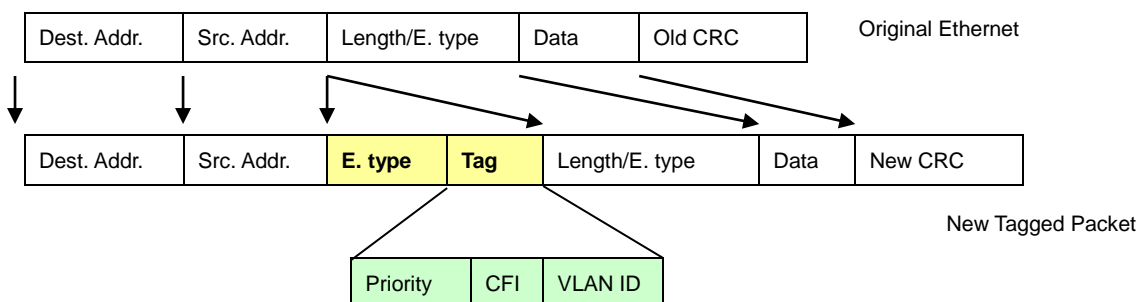 Dest. Addr. Src. Addr. Length/E. type Data Old CRC Original Ethernet
Dest. Addr. Src. Addr. E. type Tag Length/E. type Data New CRC
New Tagged Packet
Priority CFI VLAN ID